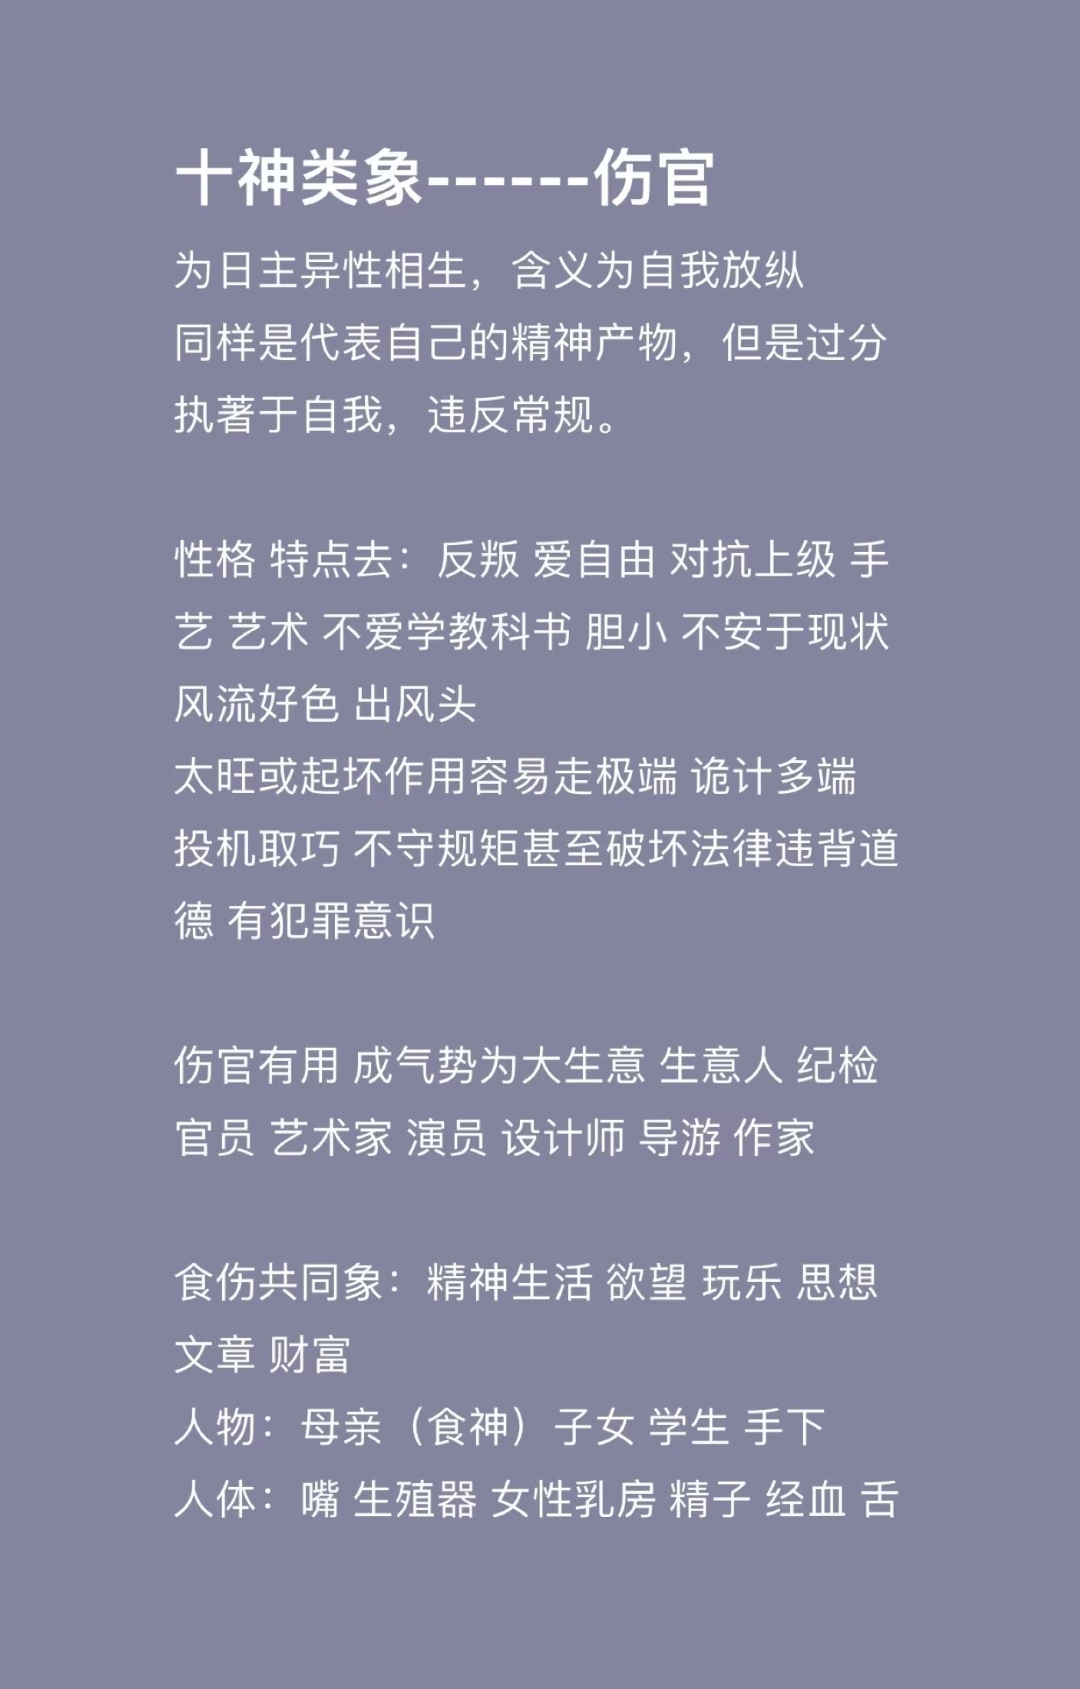 十神类象------伤官
为日主异性相生，含义为自我放纵
同样是代表自己的精神产物，但是过分
执著于自我，违反常规。
性格 特点去：反叛 爱自由 对抗上级 手
艺 艺术 不爱学教科书 胆小 不安于现状
风流好色 出风头
太旺或起坏作用容易走极端 诡计多端
投机取巧 不守规矩甚至破坏法律违背道
德 有犯罪意识
伤官有用 成气势为大生意 生意人 纪检
官员 艺术家 演员 设计师 导游 作家
食伤共同象：精神生活 欲望 玩乐 思想
文章 财富
人物：母亲（食神）子女 学生 手下
人体：嘴 生殖器 女性乳房 精子 经血 舌